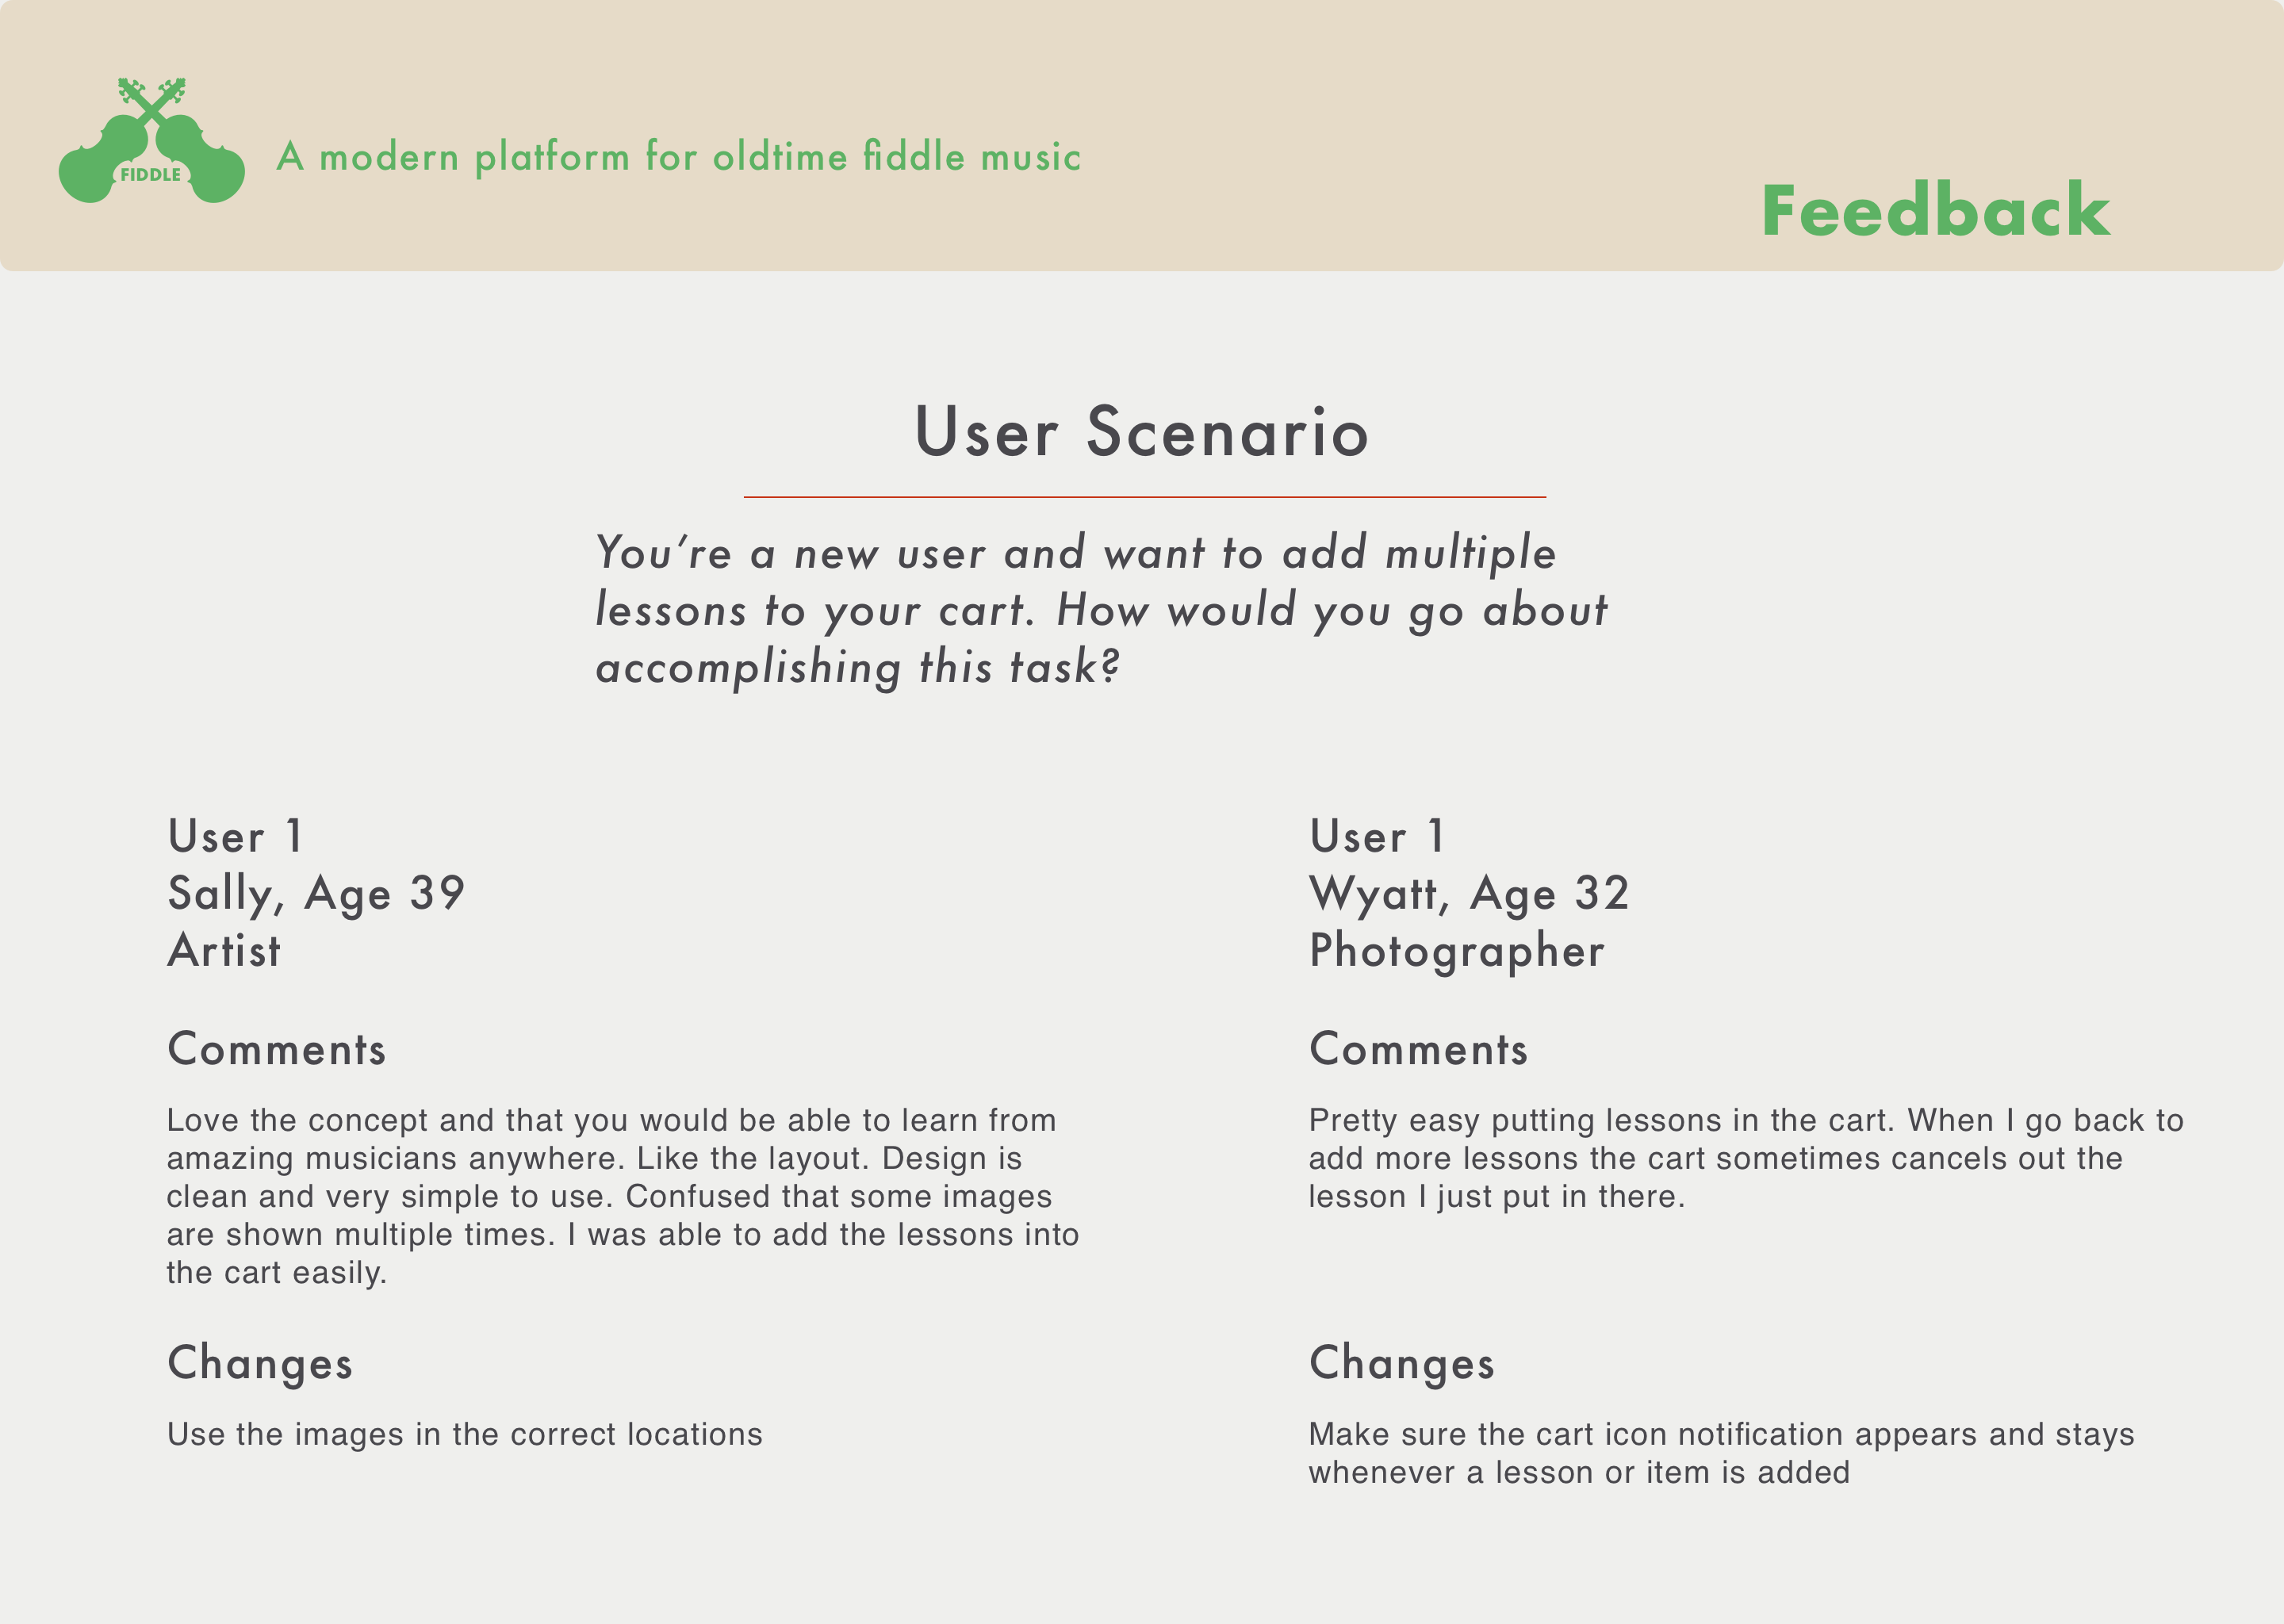 FIDDLE
A modern platform for oldtime fiddle music
Feedback
User Scenario
You’re a new user and want to add multiple
lessons to your cart. How would you go about
accomplishing this task?
User 1
Sally, Age 39
Artist
Comments
Love the concept and that you would be able to learn from
amazing musicians anywhere. Like the layout. Design is
clean and very simple to use. Confused that some images
are shown multiple times. I was able to add the lessons into
the cart easily.
Changes
Use the images in the correct locations
User 1
Wyatt, Age 32
Photographer
Comments
Pretty easy putting lessons in the cart. When I go back to
add more lessons the cart sometimes cancels out the
lesson I just put in there.
Changes
Make sure the cart icon notification appears and stays
whenever a lesson or item is added